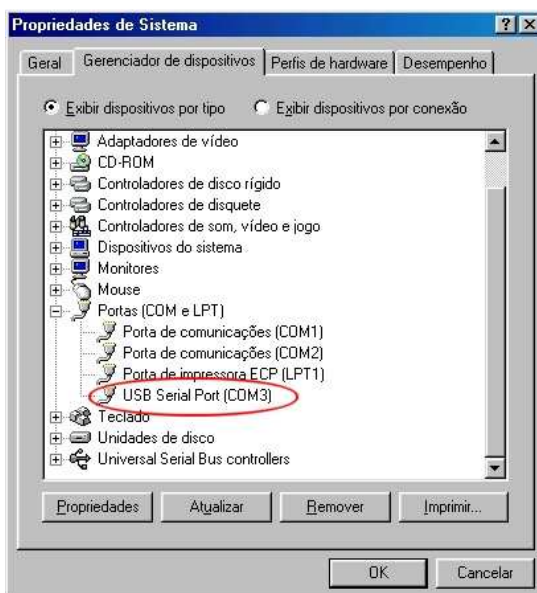 Propriedades de Sistema
Geral Gerenciador de dispositivos Perfis de hardware Desempenho
Exibir dispositivos por tipo Exibir dispositivos por conexão
Adaptadores de vídeo
CD-ROM
Controladores de disco rígido
Controladores de disquete
Controladores de som, vídeo e jogo
Dispositivos do sistema
Monitores
Mouse
Portas (COM e LPT)
Porta de comunicações (COM1)
Porta de comunicações (COM2)
Porta de impressora ECP (LPT1)
USB Serial Port (COM3)
Teclado
Unidades de disco
Universal Serial Bus controllers
Propriedades Atualizar Remover Imprimir...
OK Cancelar